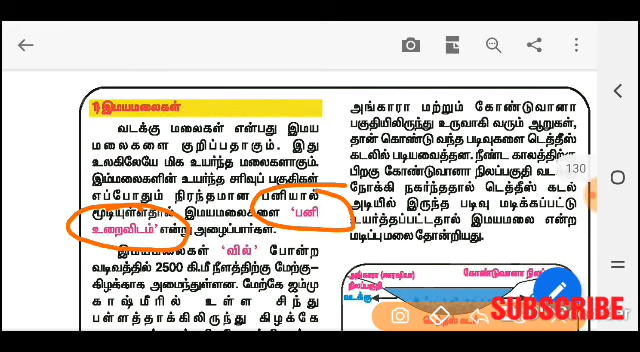 1) இமயமலைகள்
வடக்கு மலைகள் என்பது இமய
மலைகளை குறிப்பதாகும். இது
உலகிலேயே மிக உயர்ந்த மலைகளாகும்.
இம்மலைகளின் உயர்ந்த சரிவுப் பகுதிகள்
எப்போதும் நிரந்தமான பனியால்
மூடியுள்ளதால் இமயமலைகளை ‘பனி
உறைவிடம்’ என்று அழைப்பார்கள்.
இமயமலைகள் ‘வில்’ போன்ற
வடிவத்தில் 2500 கி.மீ நீளத்திற்கு மேற்கு–
கிழக்காக அமைந்துள்ளன. மேற்கே ஜம்மு
காஷ்மீரில் உள்ள சிந்து
பள்ளத்தாக்கிலிருந்து கிழக்கே
அங்காரா மற்றும் கோண்டுவானா
பகுதியிலிருந்து உருவாகி வரும் ஆறுகள்,
தான் கொண்டு வந்த படிவுகளை டெத்தீஸ்
கடலில் படியவைத்தன. நீண்ட காலத்திற்கு
பிறகு கோண்டுவானா நிலப்பகுதி
நோக்கி நகர்ந்ததால் டெத்தீஸ் கடல்
அடியில் இருந்த படிவு மடிக்கப்பட்டு
உயர்த்தப்பட்டதால் இமயமலை என்ற
மடிப்புமலை தோன்றியது.
130
அங்காரா
கோண்டுவானா
நிலப்பகுதி
வடக்கு
SUBSCRIBE